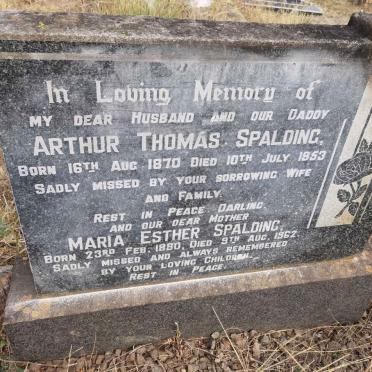 In Loving Memory of
MY DEAR HUSBAND AND OUR DADDY
ARTHUR THOMAS SPALDING,
BORN 16TH AUG 1870 DIED 10TH JULY 1953
SADLY MISSED BY YOUR SORROWING WIFE
AND FAMILY.
REST IN PEACE DARLING.
AND OUR DEAR MOTHER
MARIA ESTHER SPALDING,
BORN 23RD FEB. 1890, DIED 9TH AUG. 1962.
SADLY MISSED AND ALWAYS REMEMBERED
BY YOUR LOVING CHILDREN.
REST IN PEACE.